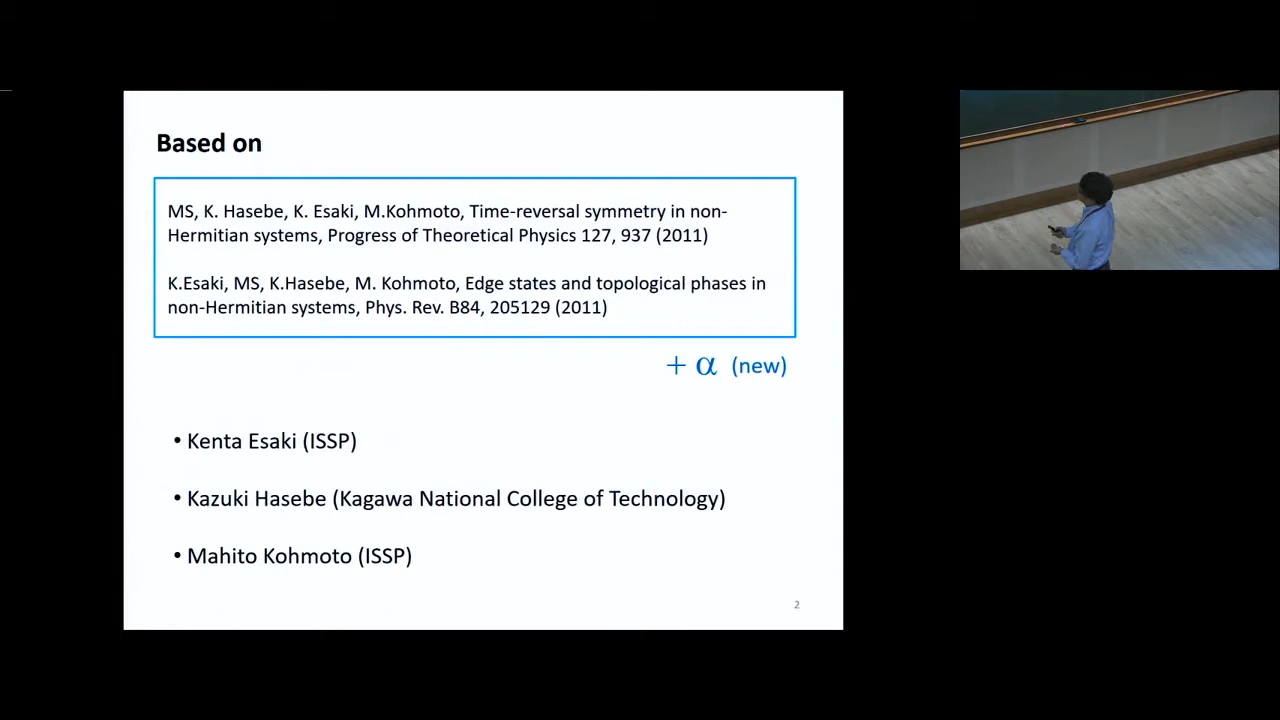 Based on
MS, K. Hasebe, K. Esaki, M.Kohmoto, Time-reversal symmetry in non-
Hermitian systems, Progress of Theoretical Physics 127, 937 (2011)
K.Esaki, MS, K.Hasebe, M. Kohmoto, Edge states and topological phases in
non-Hermitian systems, Phys. Rev. B84, 205129 (2011)
+ α (new)
• Kenta Esaki (ISSP)
• Kazuki Hasebe (Kagawa National College of Technology)
• Mahito Kohmoto (ISSP)
2